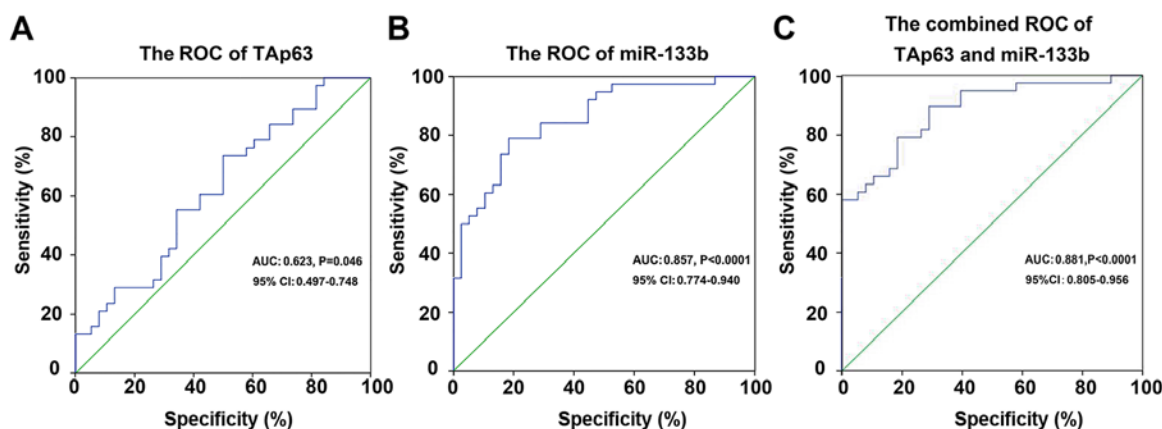 A
The ROC of TAp63
Sensitivity (%)
100
80
60
40
20
0
AUC: 0.623, P=0.046
95% CI: 0.497-0.748
0
20
40
60
80
100
Specificity (%)
B
The ROC of miR-133b
Sensitivity (%)
100
80
60
40
20
0
AUC: 0.857, P<0.0001
95% CI: 0.774-0.940
0
20
40
60
80
100
Specificity (%)
C
The combined ROC of
TAp63 and miR-133b
Sensitivity (%)
100
80
60
40
20
0
AUC: 0.881,P<0.0001
95%CI: 0.805-0.956
0
20
40
60
80
100
Specificity (%)